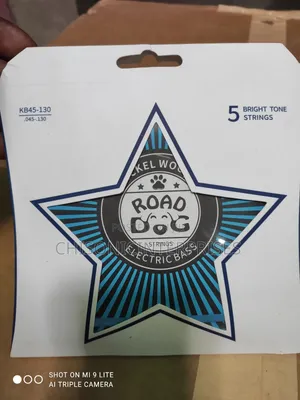 KB45-130
.045-.130
5 BRIGHT TONE
STRINGS
ROAD
DOG
STRINGS
ELECTRIC BASS
SHOT ON MI 9 LITE
AI TRIPLE CAMERA